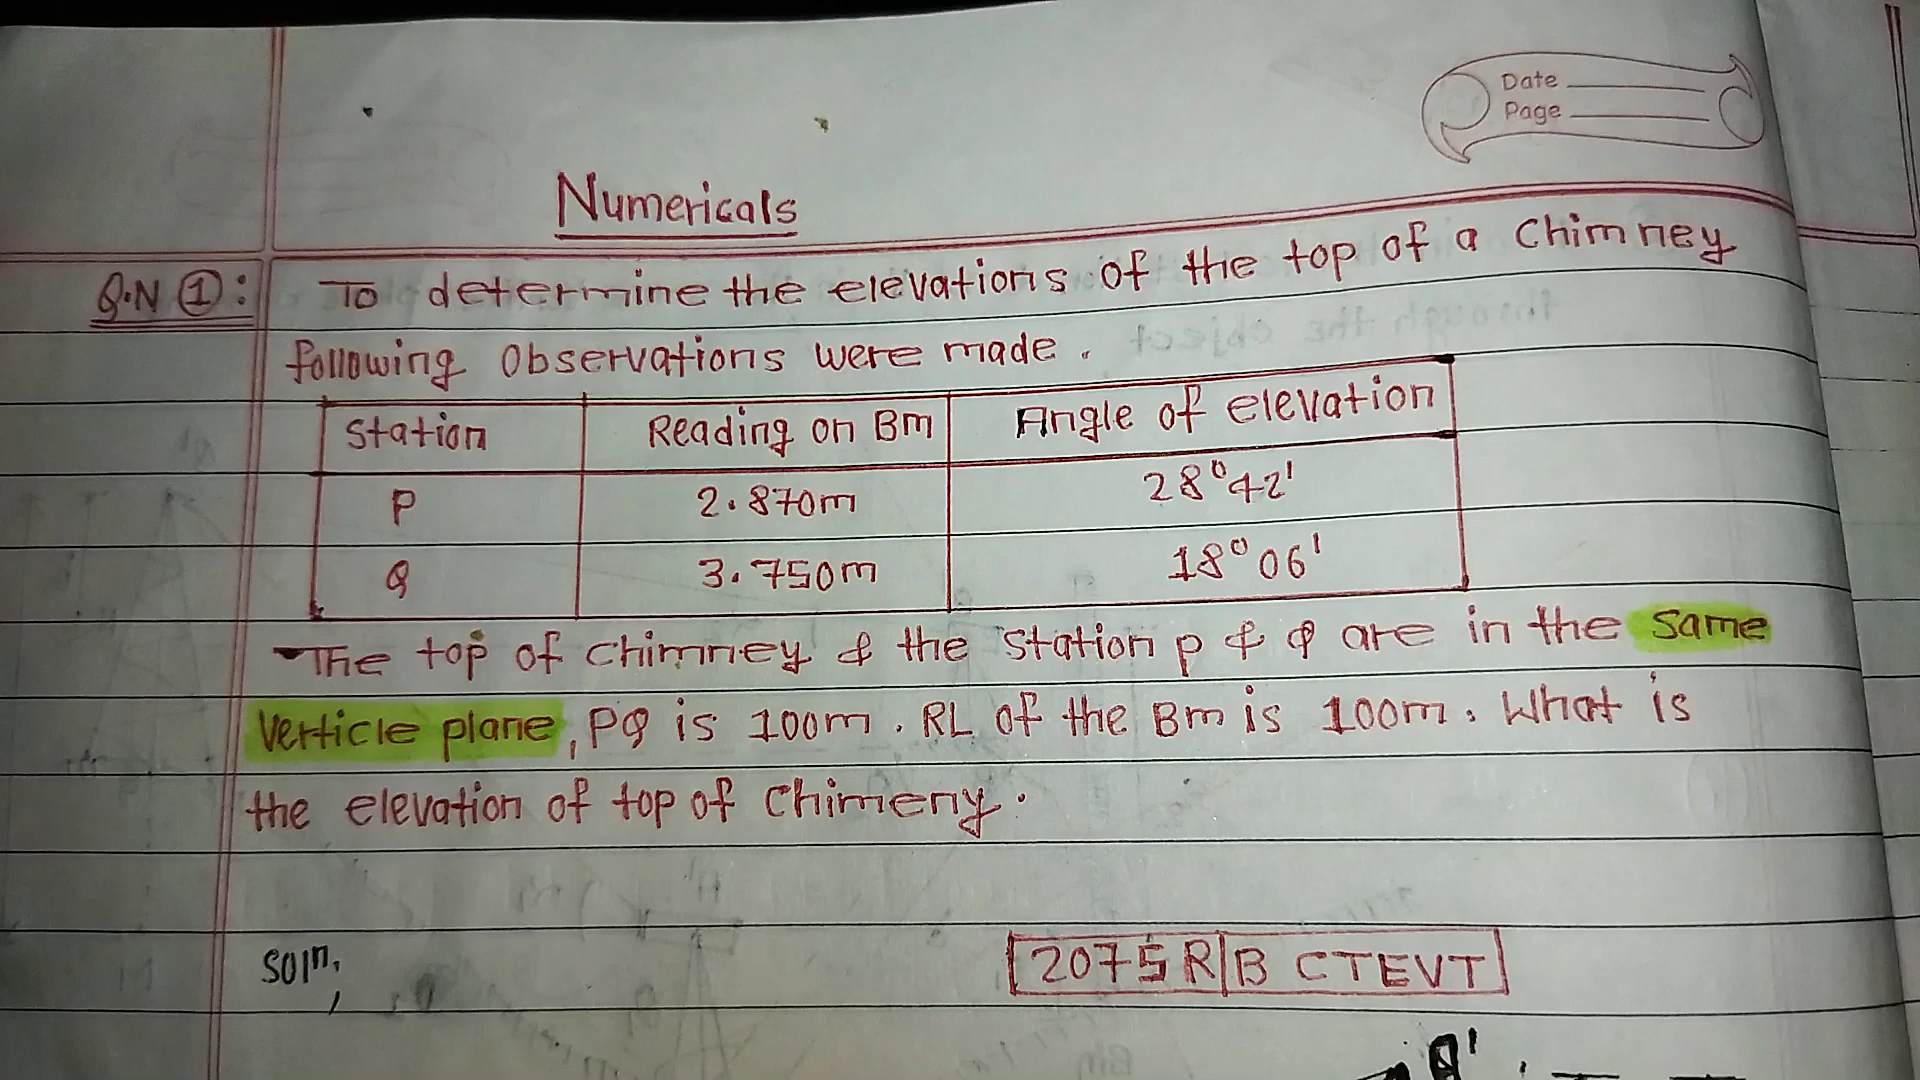 Date
Page
Numericals
Q.N ①: To determine the elevations of the top of a Chimney
following observations were made.
Station Reading on Bm Angle of elevation
P 2.870m 28°42'
Q 3.750m 18°06'
The top of chimney & the station p & q are in the same
verticle plane, PQ is 100m. RL of the Bm is 100m. What is
the elevation of top of Chimeny.
soln,
2075 R/B CTEVT
Q'